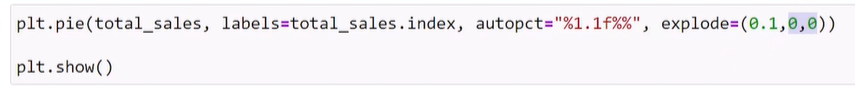 plt.pie(total_sales, labels=total_sales.index, autopct="%1.1f%%", explode=(0.1,0,0))
plt.show()